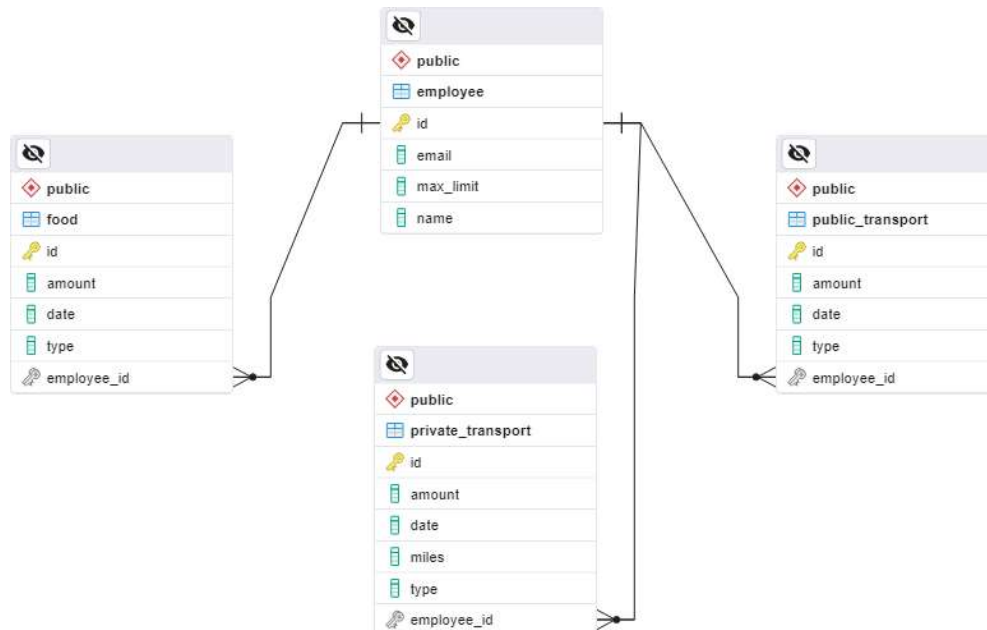 public
employee
id
email
max_limit
name
public
food
id
amount
date
type
employee_id
public
public_transport
id
amount
date
type
employee_id
public
private_transport
id
amount
date
miles
type
employee_id